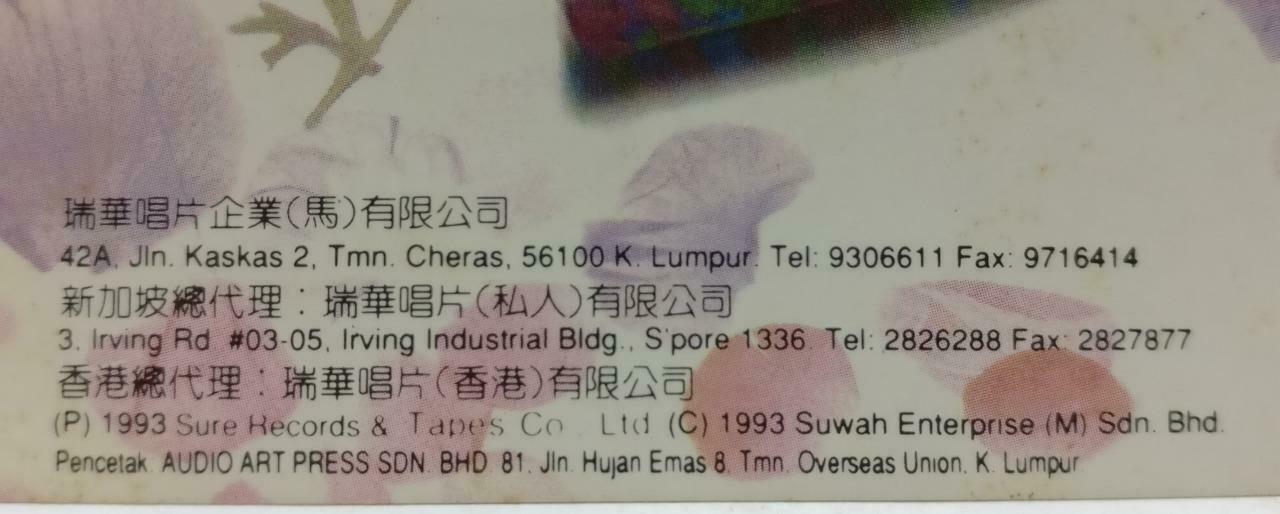 瑞華唱片企業(馬)有限公司
42A, Jln. Kaskas 2, Tmn. Cheras, 56100 K. Lumpur. Tel: 9306611 Fax: 9716414
新加坡總代理：瑞華唱片(私人)有限公司
3, Irving Rd #03-05, Irving Industrial Bldg., S'pore 1336. Tel: 2826288 Fax: 2827877
香港總代理：瑞華唱片(香港)有限公司
(P) 1993 Sure Records & Tapes Co. Ltd (C) 1993 Suwah Enterprise (M) Sdn. Bhd.
Pencetak: AUDIO ART PRESS SDN. BHD. 81, Jln. Hujan Emas 8, Tmn. Overseas Union, K. Lumpur.